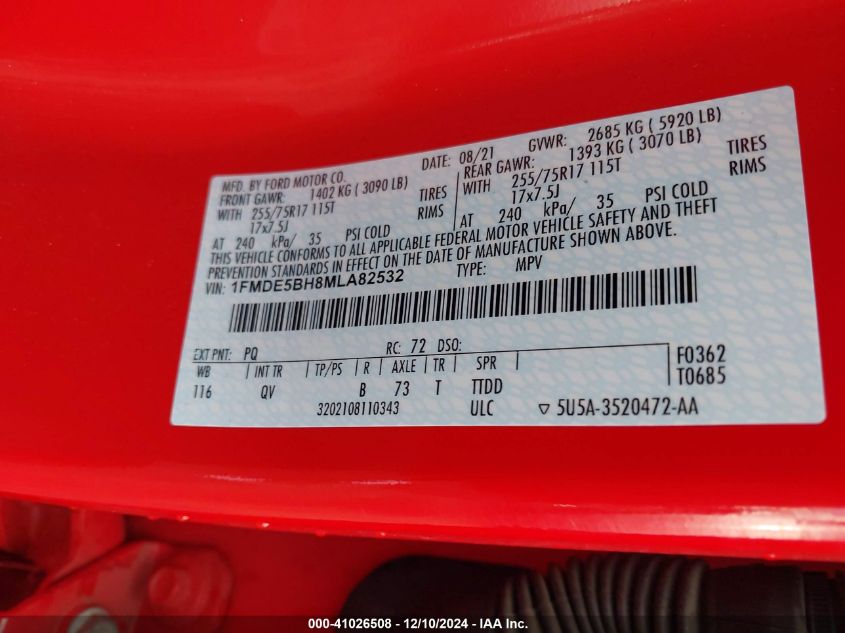 MFD. BY FORD MOTOR CO.
DATE: 08/21
GVWR: 2685 KG ( 5920 LB)
FRONT GAWR: 1402 KG ( 3090 LB)
REAR GAWR: 1393 KG ( 3070 LB)
WITH 255/75R17 115T TIRES
WITH 255/75R17 115T TIRES
17x7.5J RIMS
17x7.5J RIMS
AT 240 kPa/ 35 PSI COLD
AT 240 kPa/ 35 PSI COLD
THIS VEHICLE CONFORMS TO ALL APPLICABLE FEDERAL MOTOR VEHICLE SAFETY AND THEFT
PREVENTION STANDARDS IN EFFECT ON THE DATE OF MANUFACTURE SHOWN ABOVE.
VIN: 1FMDE5BH8MLA82532
TYPE: MPV
EXT PNT: PQ RC: 72 DSO:
WB INT TR TP/PS R AXLE TR SPR
F0362
116 QV B 73 T TTDD
T0685
3202108110343 ULC ▽ 5U5A-3520472-AA
000-41026508 - 12/10/2024 - IAA Inc.